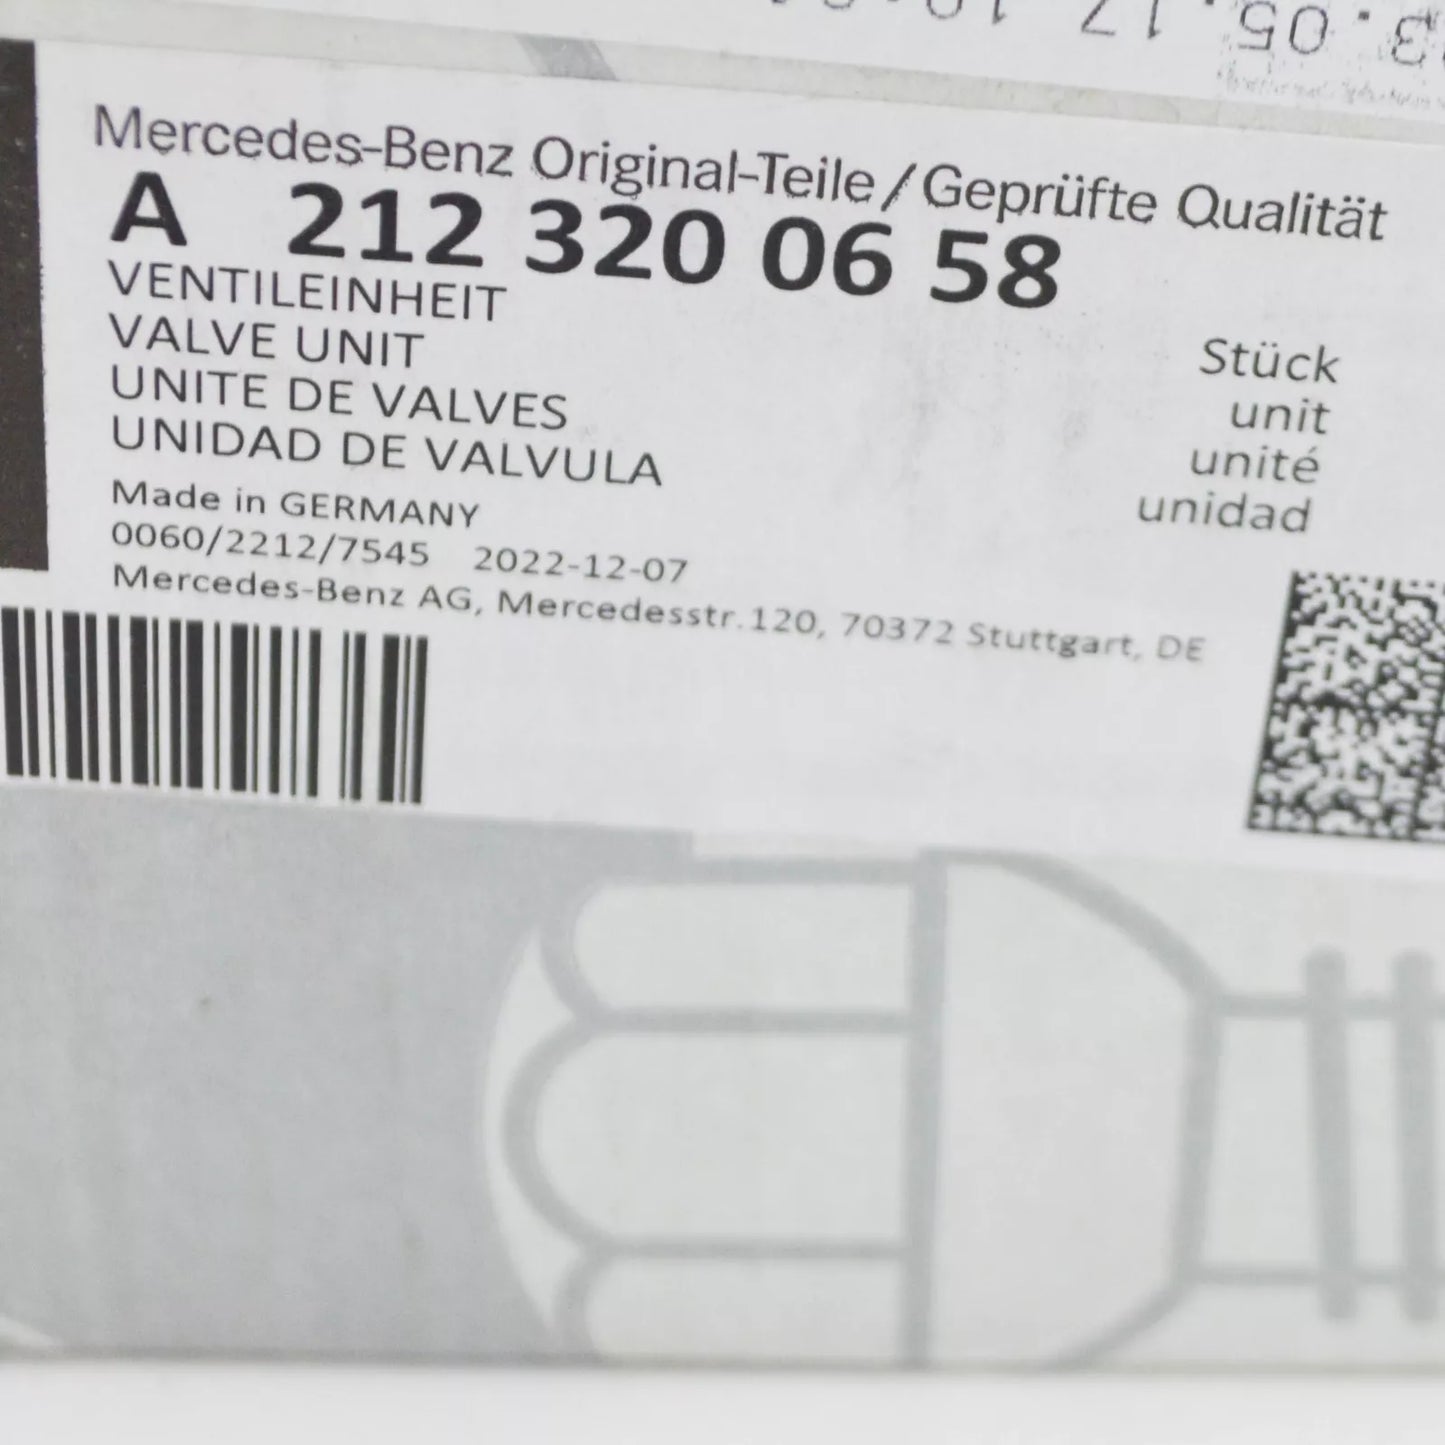 Mercedes-Benz Original-Teile/Geprüfte Qualität
A 212 320 06 58
VENTILEINHEIT
VALVE UNIT
UNITE DE VALVES
UNIDAD DE VALVULA
Stück
unit
unité
unidad
Made in GERMANY
0060/2212/7545 2022-12-07
Mercedes-Benz AG, Mercedesstr.120, 70372 Stuttgart, DE